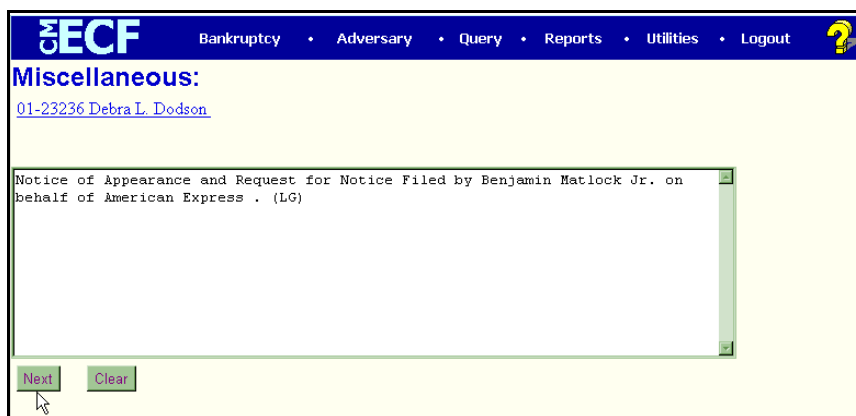 CM ECF Bankruptcy • Adversary • Query • Reports • Utilities • Logout ?
Miscellaneous:
01-23236 Debra L. Dodson
Notice of Appearance and Request for Notice Filed by Benjamin Matlock Jr. on
behalf of American Express . (LG)
Next Clear